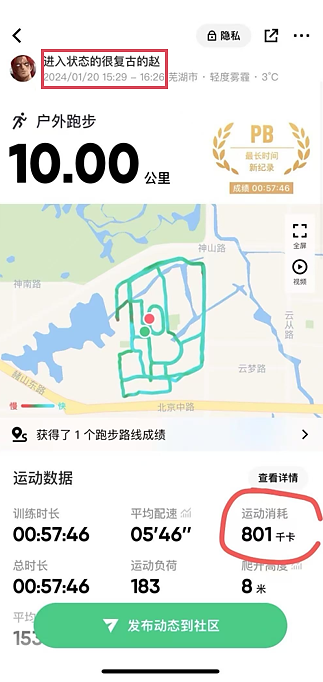 隐私
进入状态的很复古的赵
2024/01/20 15:29 – 16:26 芜湖市・轻度雾霾・3℃
户外跑步
10.00 公里
PB
最长时间
新纪录
成绩 00:57:46
神山路
神南路
全屏
视频
云从路
云梦路
赭山东路
慢 快
北京中路
获得了 1 个跑步路线成绩
运动数据
查看详情
训练时长 平均配速 运动消耗
00:57:46 05'46" 801 千卡
总时长 运动负荷 爬升高度
00:57:46 183 8 米
平均
153
发布动态到社区